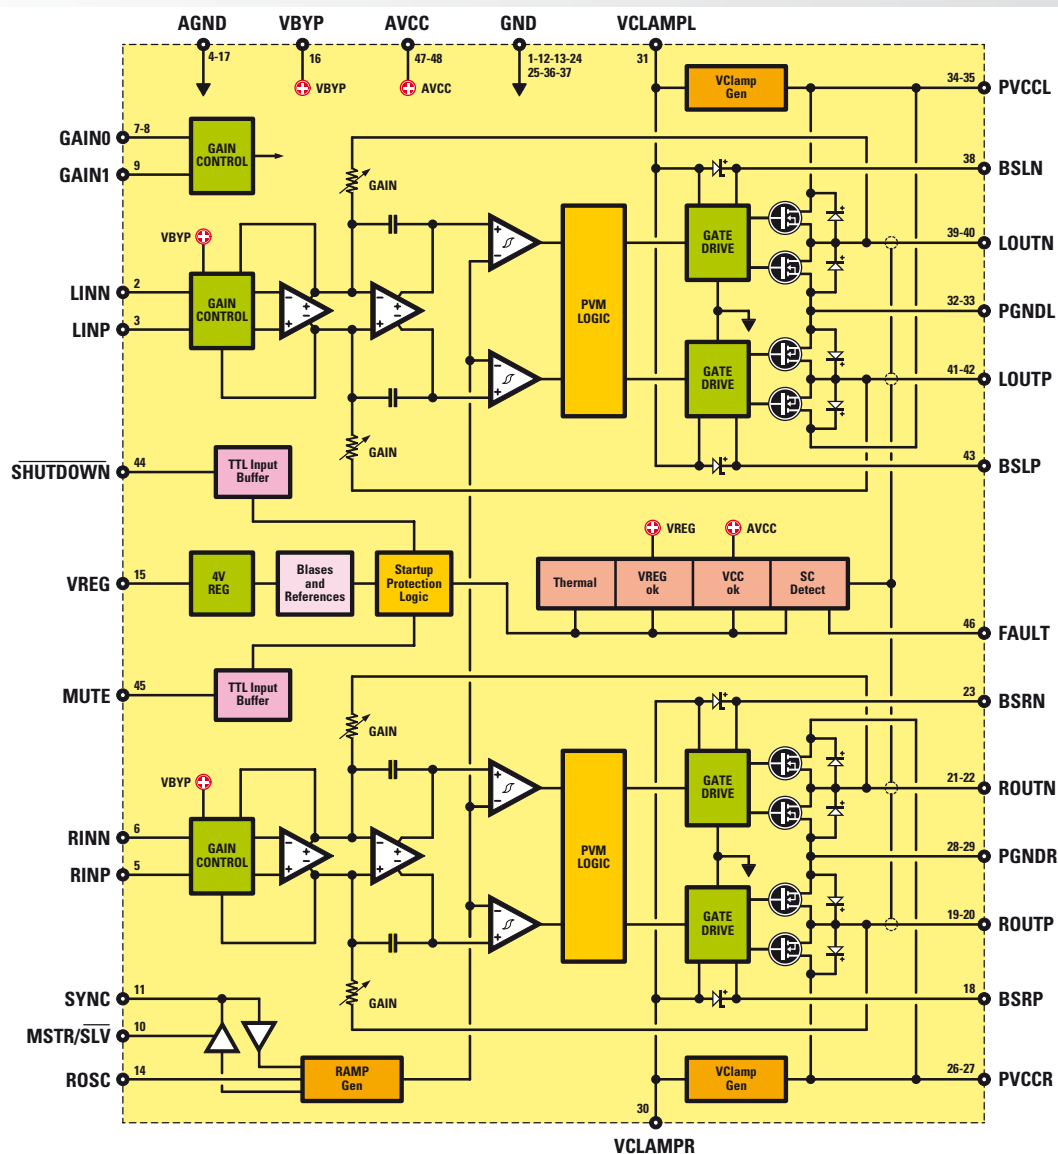 AGND VBYP AVCC GND VCLAMPL
4-17 16 47-48 1-12-13-24 31
25-36-37
VBYP AVCC
VClamp
Gen
34-35 PVCCL
GAIN0 7-8
GAIN
CONTROL
GAIN1 9
GAIN
38 BSLN
VBYP
GATE
DRIVE
39-40 LOUTN
LINN 2
GAIN
CONTROL
LINP 3
PVM
LOGIC
32-33 PGNDL
GATE
DRIVE
41-42 LOUTP
GAIN
43 BSLP
SHUTDOWN 44
TTL Input
Buffer
VREG AVCC
VREG 15
4V
REG
BIases
and
References
Startup
Protection
Logic
Thermal
VREG
ok
VCC
ok
SC
Detect
46 FAULT
MUTE 45
TTL Input
Buffer
23 BSRN
GAIN
VBYP
GATE
DRIVE
21-22 ROUTN
RINN 6
GAIN
CONTROL
RINP 5
PVM
LOGIC
28-29 PGNDR
GATE
DRIVE
19-20 ROUTP
GAIN
18 BSRP
SYNC 11
MSTR/SLV 10
ROSC 14
RAMP
Gen
VClamp
Gen
26-27 PVCCR
30
VCLAMPR